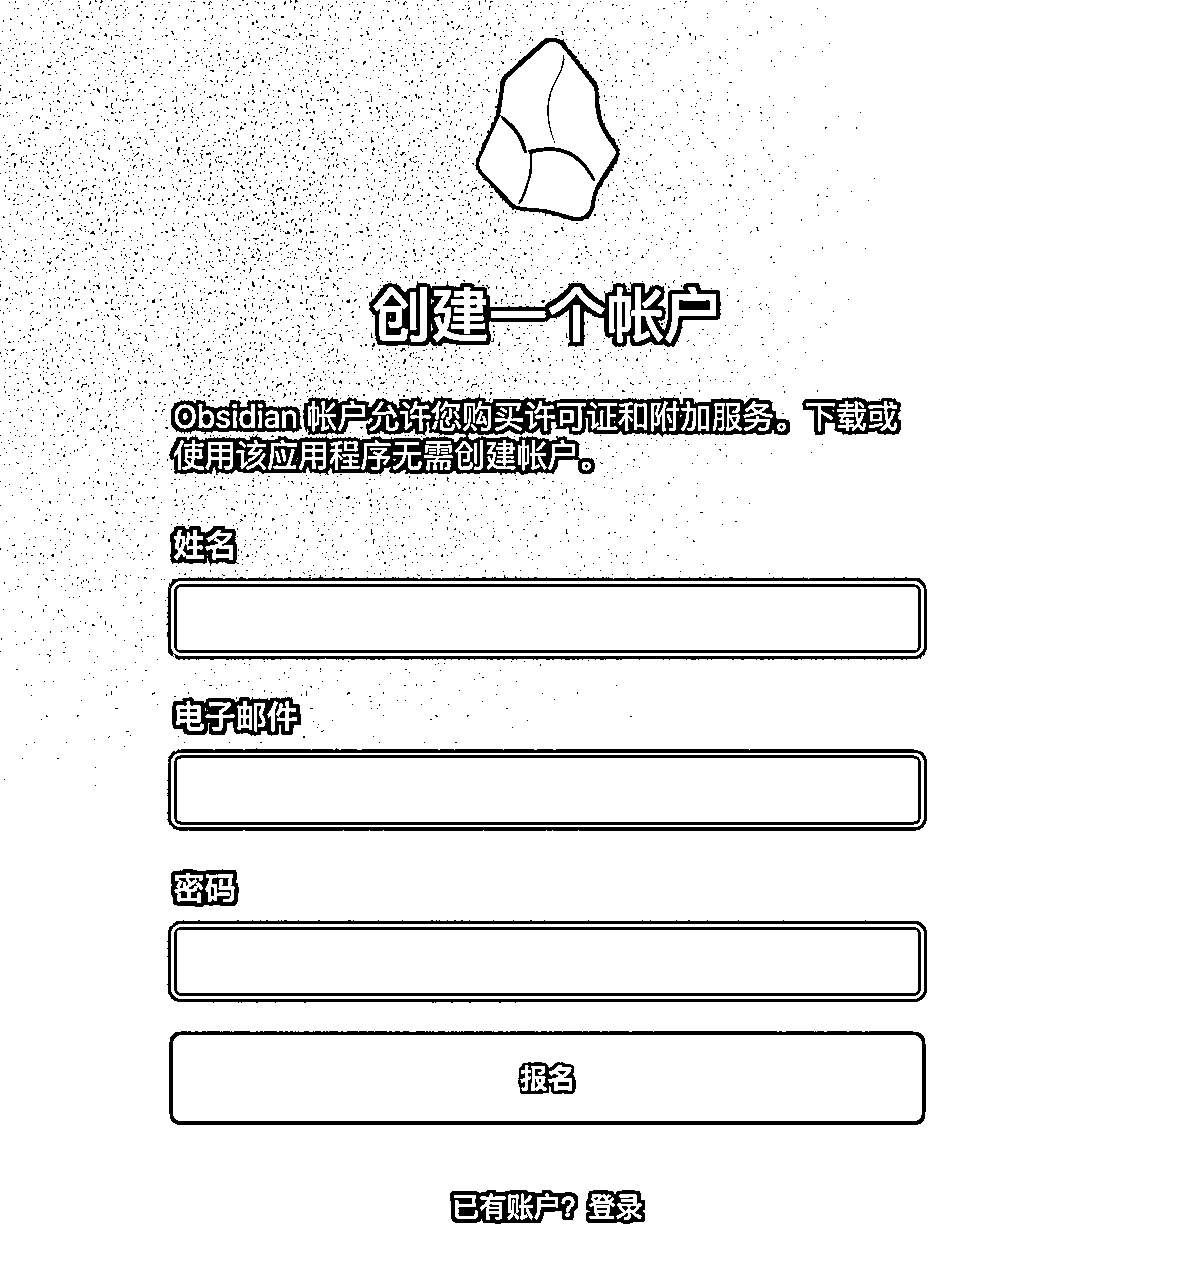 创建一个帐户
Obsidian 帐户允许您购买许可证和附加服务。下载或
使用该应用程序无需创建帐户。
姓名
电子邮件
密码
报名
已有账户？登录